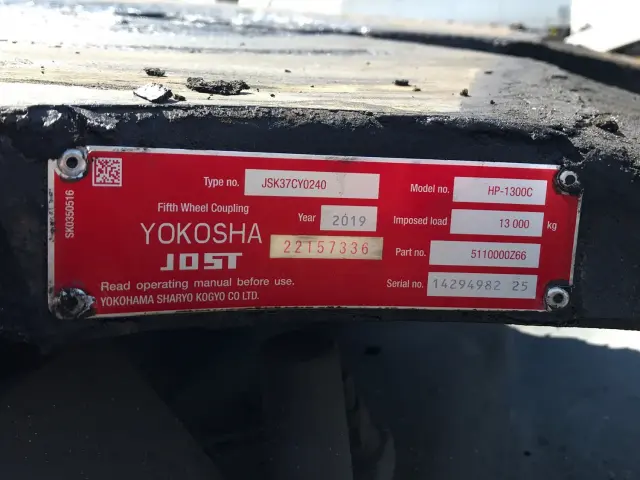 SK0350516
Type no. JSK37CY0240
Model no. HP-1300C
Fifth Wheel Coupling
Year 2019
Imposed load 13 000 kg
YOKOSHA
22157336
Part no. 5110000Z66
JOST
Serial no. 14294982 25
Read operating manual before use.
YOKOHAMA SHARYO KOGYO CO LTD.